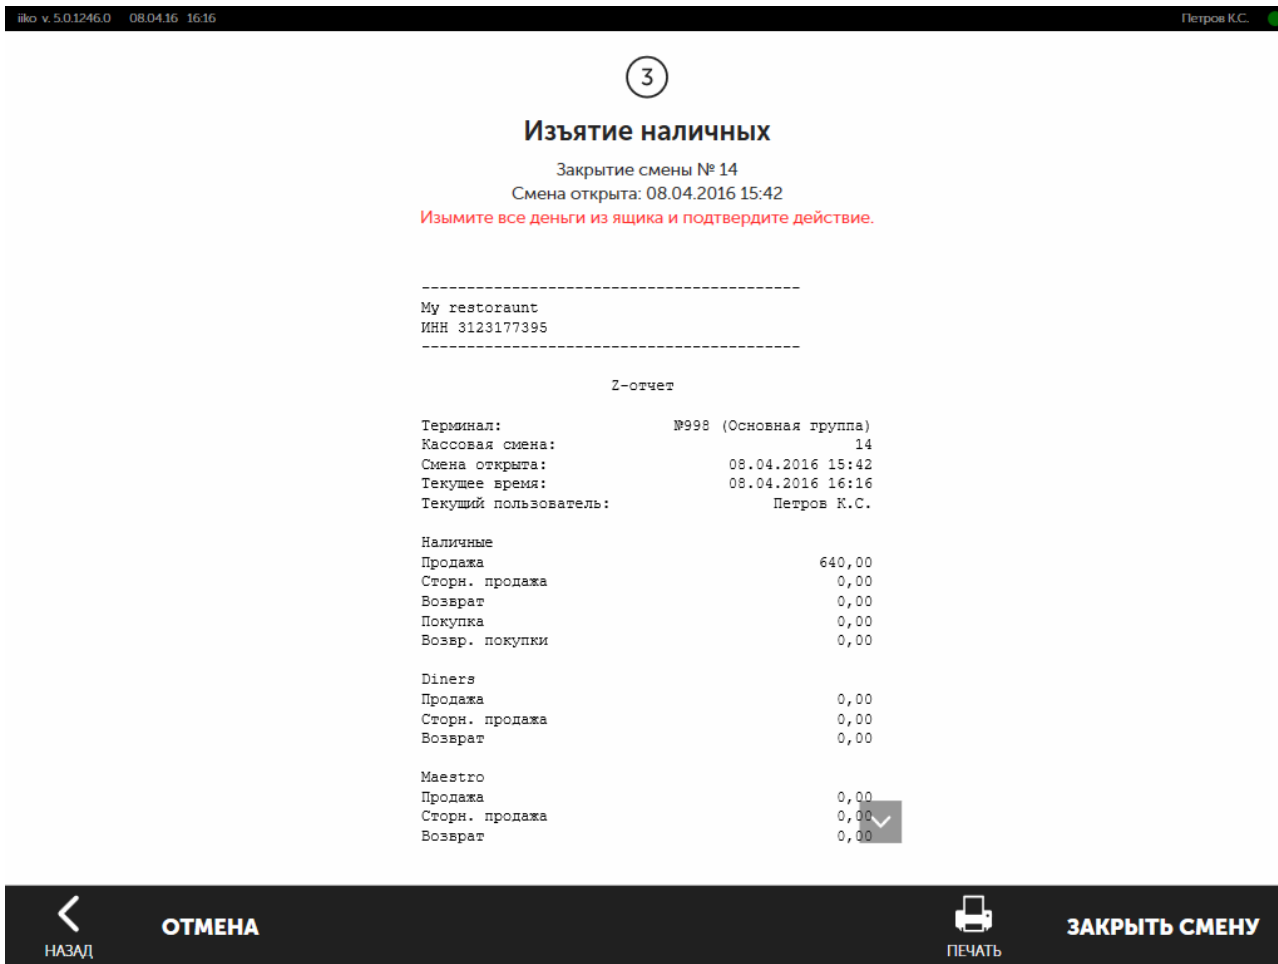 iiko v. 5.0.1246.0 08.04.16 16:16 Петров К.С.
3
Изъятие наличных
Закрытие смены № 14
Смена открыта: 08.04.2016 15:42
Изымите все деньги из ящика и подтвердите действие.
------------------------------------------
My restoraunt
ИНН 3123177395
------------------------------------------
Z-отчет
Терминал: №998 (Основная группа)
Кассовая смена: 14
Смена открыта: 08.04.2016 15:42
Текущее время: 08.04.2016 16:16
Текущий пользователь: Петров К.С.
Наличные
Продажа 640,00
Сторн. продажа 0,00
Возврат 0,00
Покупка 0,00
Возвр. покупки 0,00
Diners
Продажа 0,00
Сторн. продажа 0,00
Возврат 0,00
Maestro
Продажа 0,00
Сторн. продажа 0,00
Возврат 0,00
НАЗАД ОТМЕНА ПЕЧАТЬ ЗАКРЫТЬ СМЕНУ